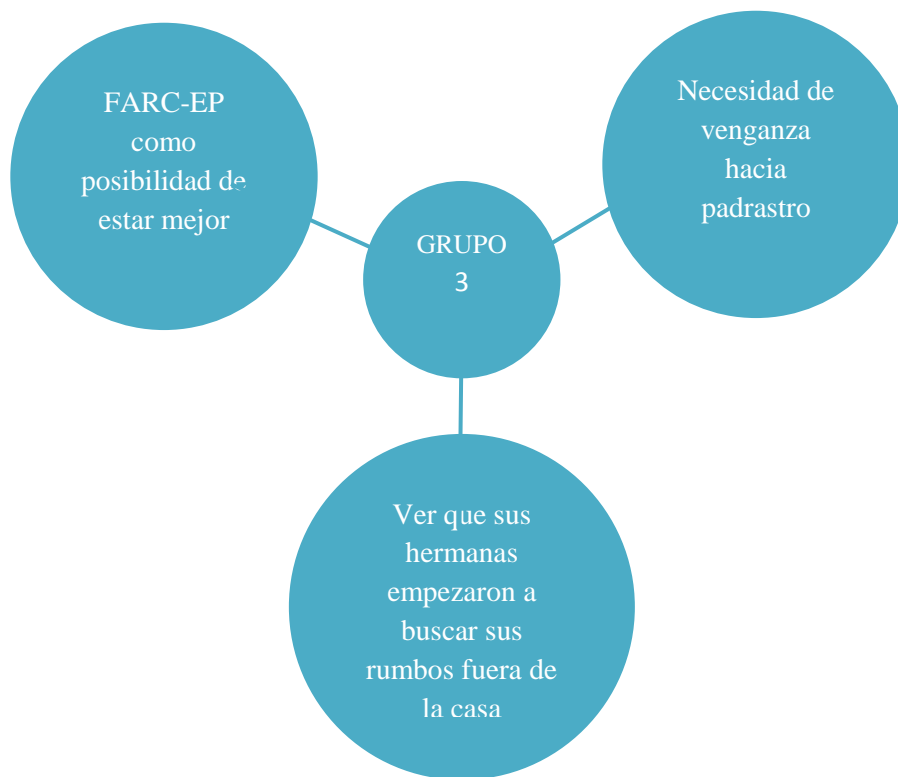 FARC-EP
como
posibilidad de
estar mejor
Necesidad de
venganza
hacia
padrastro
GRUPO
3
Ver que sus
hermanas
empezaron a
buscar sus
rumbos fuera de
la casa